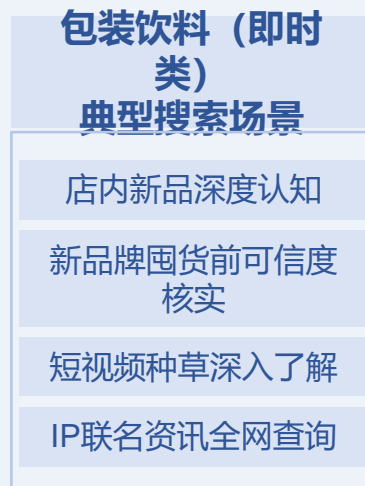 包装饮料（即时
类）
典型搜索场景
店内新品深度认知
新品牌囤货前可信度
核实
短视频种草深入了解
IP联名资讯全网查询